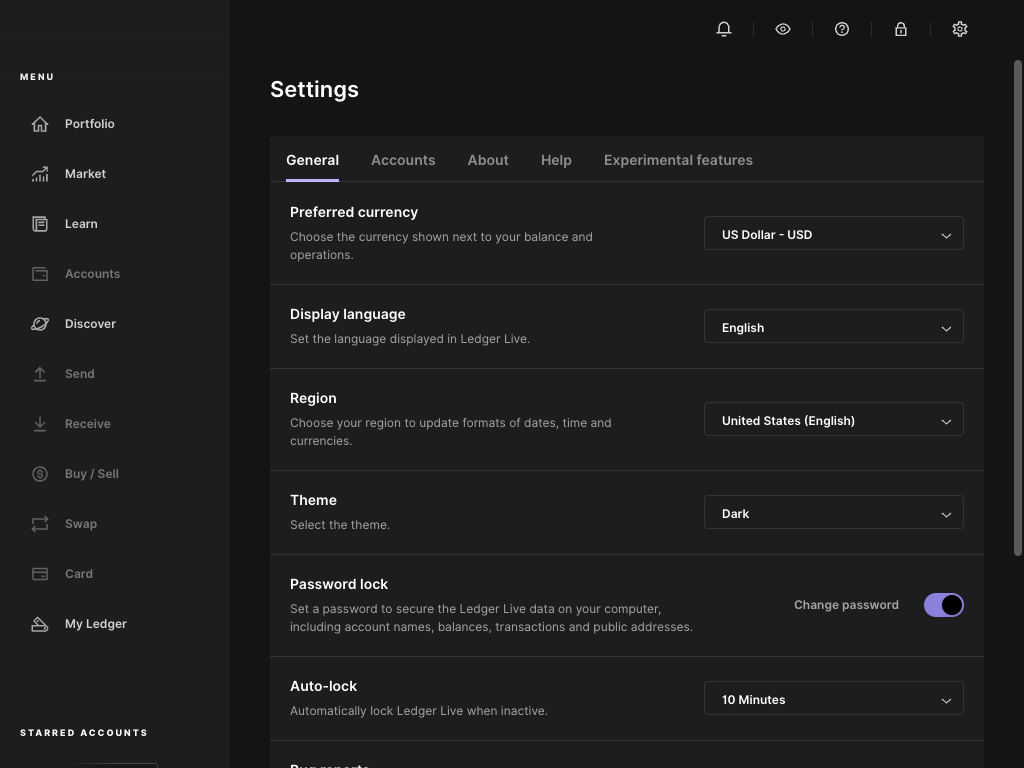 MENU
Portfolio
Market
Learn
Accounts
Discover
Send
Receive
Buy / Sell
Swap
Card
My Ledger
STARRED ACCOUNTS
Settings
General Accounts About Help Experimental features
Preferred currency
Choose the currency shown next to your balance and
operations.
US Dollar - USD
Display language
Set the language displayed in Ledger Live.
English
Region
Choose your region to update formats of dates, time and
currencies.
United States (English)
Theme
Select the theme.
Dark
Password lock
Set a password to secure the Ledger Live data on your computer,
including account names, balances, transactions and public addresses.
Change password
Auto-lock
Automatically lock Ledger Live when inactive.
10 Minutes
Bug reports